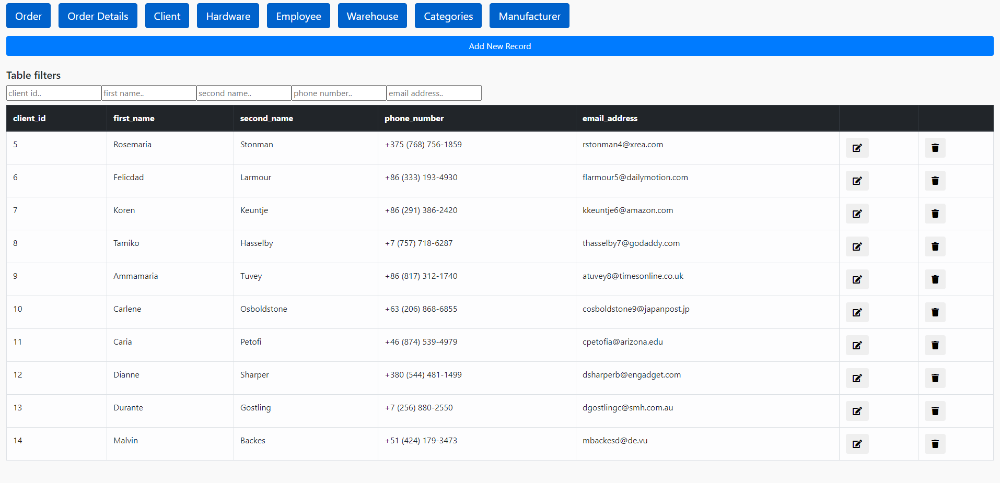 Order Order Details Client Hardware Employee Warehouse Categories Manufacturer
Add New Record
Table filters
client id.. first name.. second name.. phone number.. email address..
client_id first_name second_name phone_number email_address
5 Rosemaria Stonman +375 (768) 756-1859 rstonman4@xrea.com
6 Felicdad Larmour +86 (333) 193-4930 flarmour5@dailymotion.com
7 Koren Keuntje +86 (291) 386-2420 kkeuntje6@amazon.com
8 Tamiko Hasselby +7 (757) 718-6287 thasselby7@godaddy.com
9 Ammamaria Tuvey +86 (817) 312-1740 atuvey8@timesonline.co.uk
10 Carlene Osboldstone +63 (206) 868-6855 cosboldstone9@japanpost.jp
11 Caria Petofi +46 (874) 539-4979 cpetofia@arizona.edu
12 Dianne Sharper +380 (544) 481-1499 dsharperb@engadget.com
13 Durante Gostling +7 (256) 880-2550 dgostlingc@smh.com.au
14 Malvin Backes +51 (424) 179-3473 mbackesd@de.vu